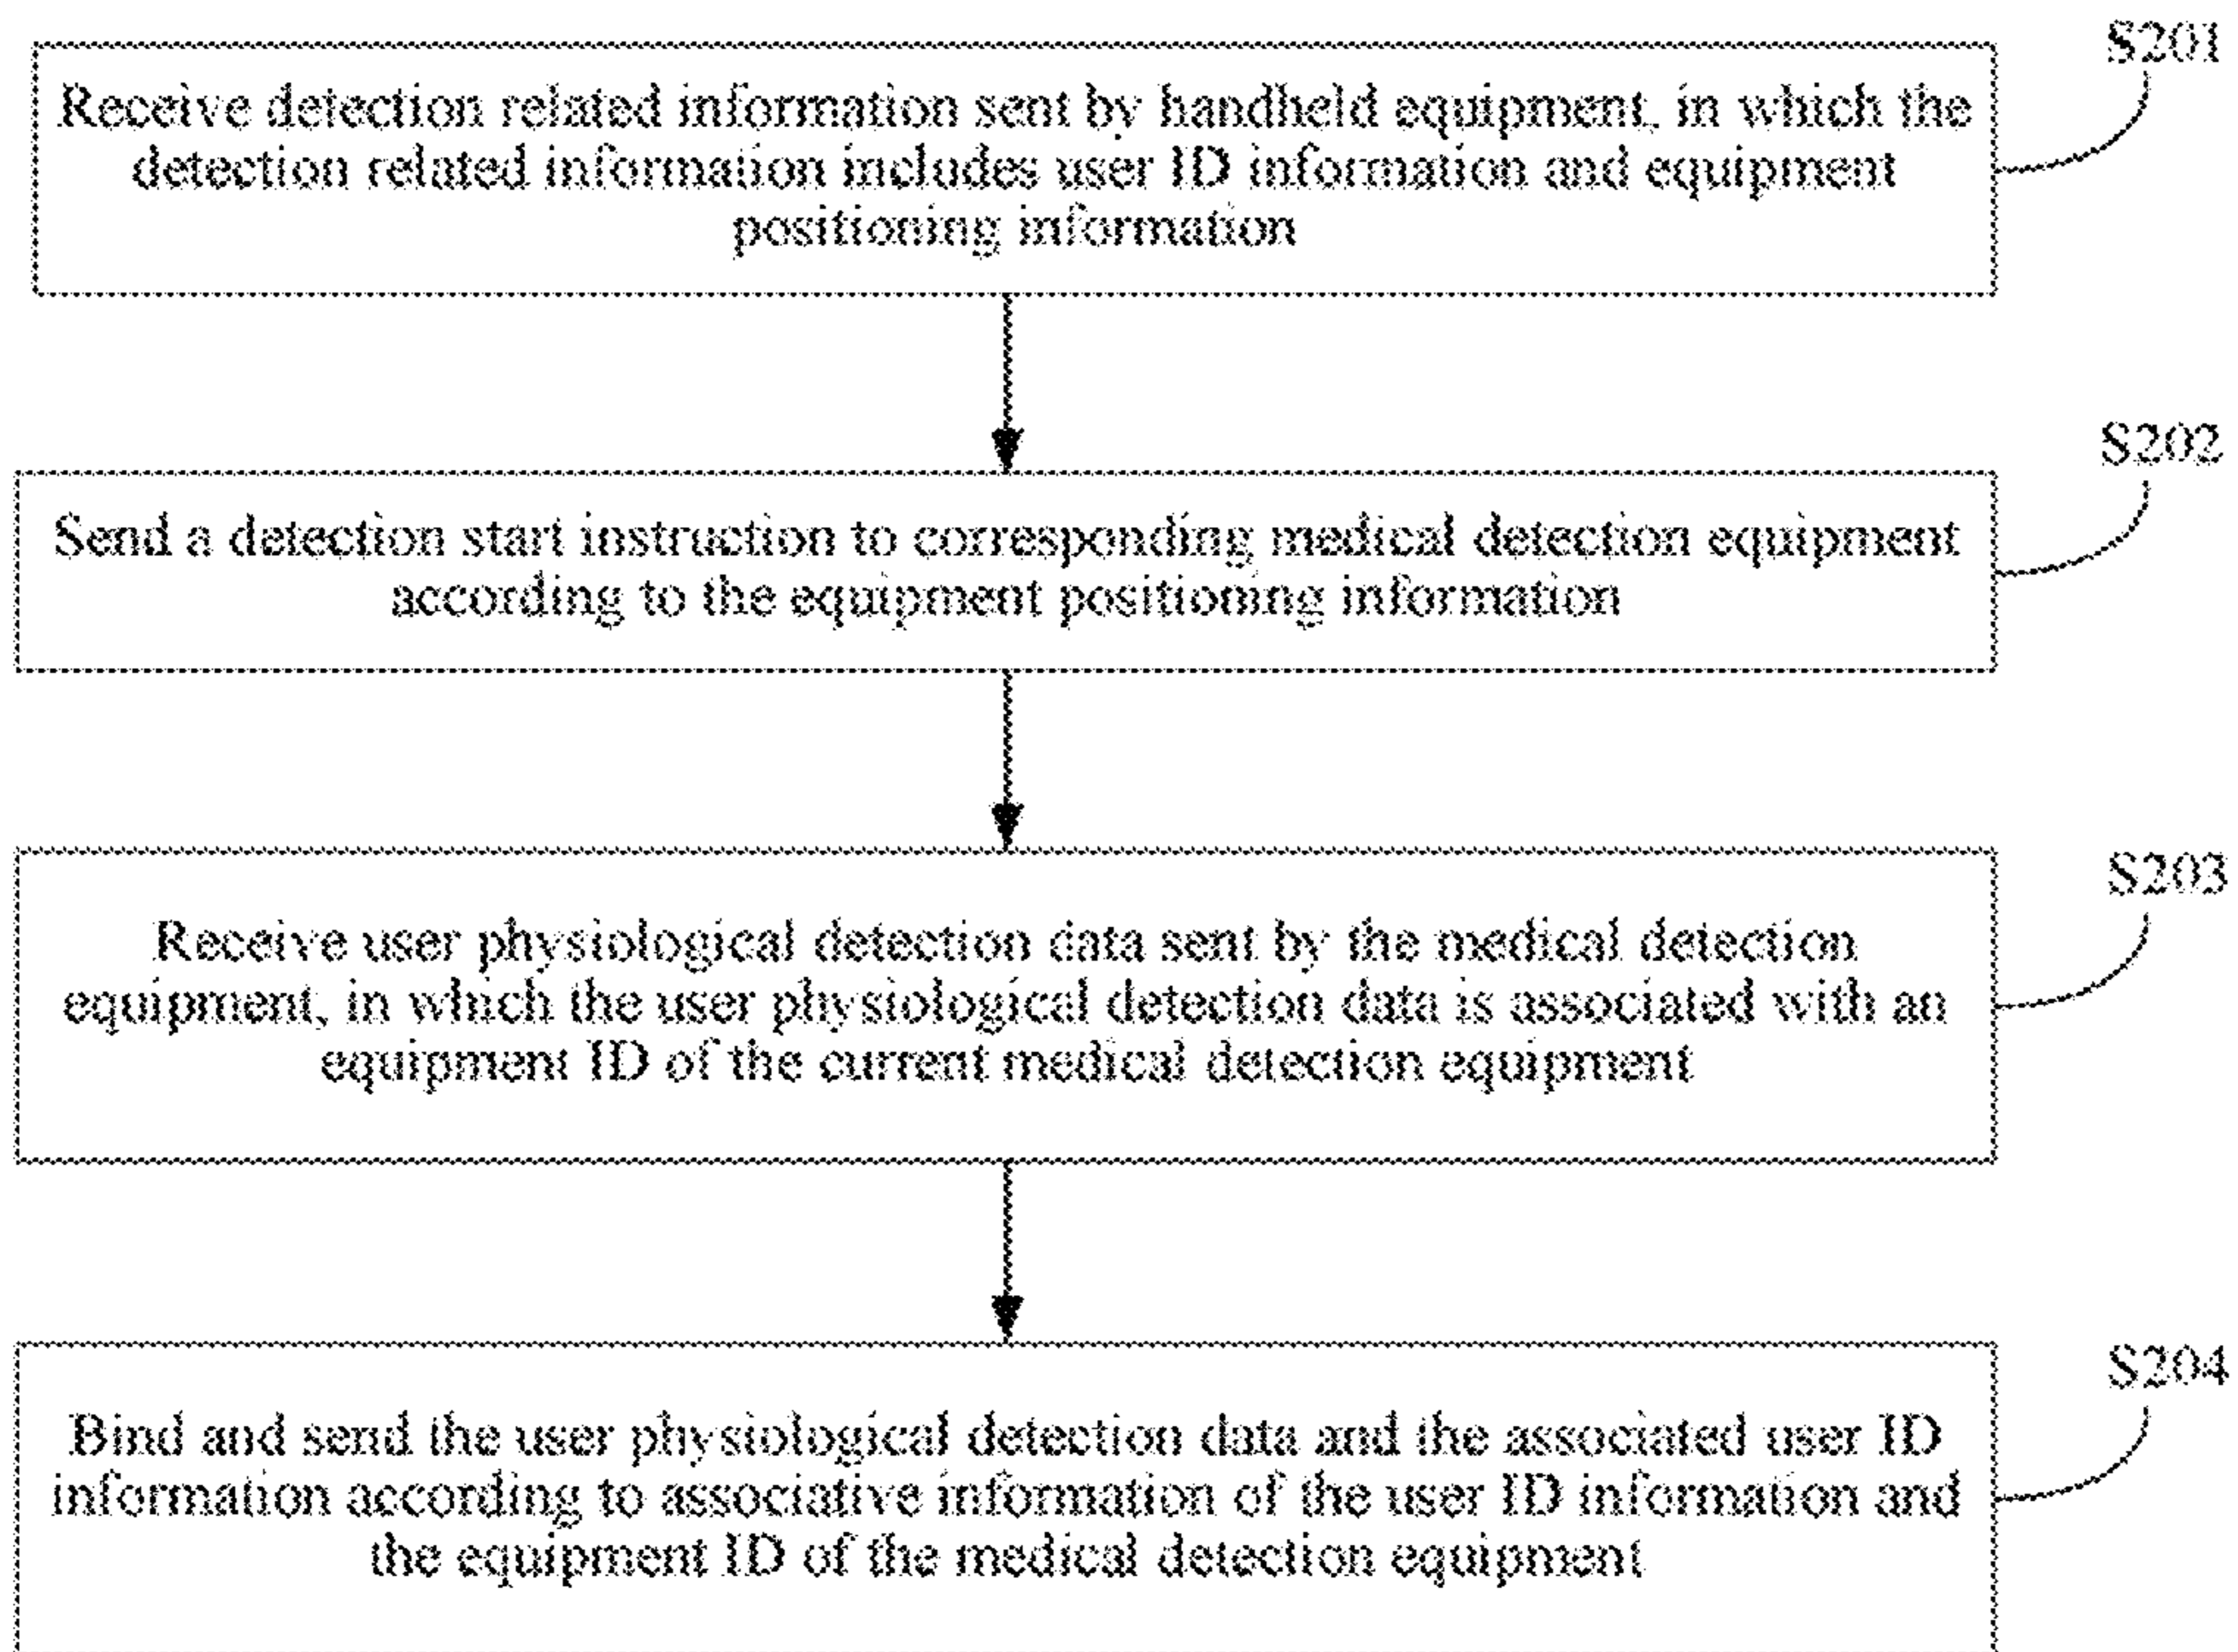 S201
Receive detection related information sent by handheld equipment, in which the
detection related information includes user ID information and equipment
positioning information
S202
Send a detection start instruction to corresponding medical detection equipment
according to the equipment positioning information
S203
Receive user physiological detection data sent by the medical detection
equipment, in which the user physiological detection data is associated with an
equipment ID of the current medical detection equipment
S204
Bind and send the user physiological detection data and the associated user ID
information according to associative information of the user ID information and
the equipment ID of the medical detection equipment